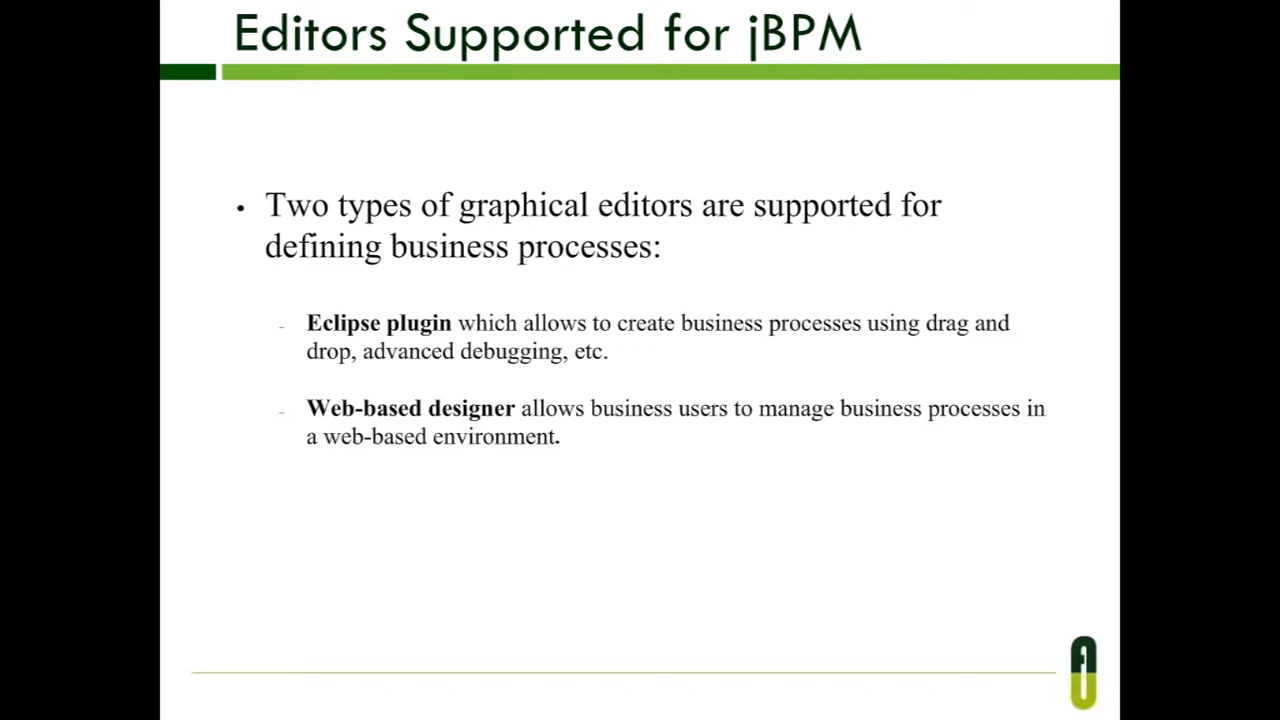 Editors Supported for jBPM
• Two types of graphical editors are supported for
defining business processes:
– Eclipse plugin which allows to create business processes using drag and
drop, advanced debugging, etc.
– Web-based designer allows business users to manage business processes in
a web-based environment.